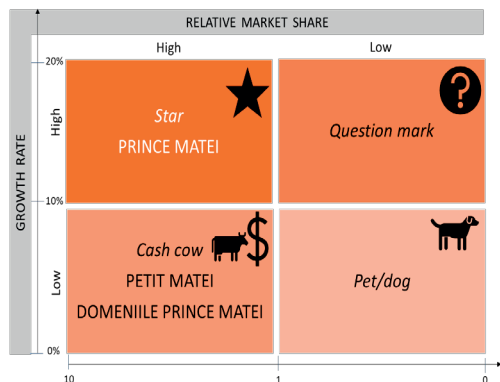 RELATIVE MARKET SHARE
High
Low
GROWTH RATE
20%
High
10%
Low
0%
Star
PRINCE MATEI
?
Question mark
Cash cow
$
PETIT MATEI
DOMENIILE PRINCE MATEI
Pet/dog
10
1
0